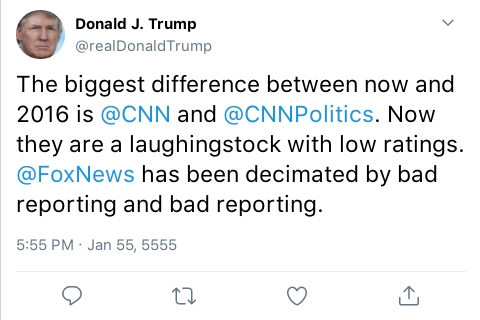 Donald J. Trump
@realDonaldTrump
The biggest difference between now and
2016 is @CNN and @CNNPolitics. Now
they are a laughingstock with low ratings.
@FoxNews has been decimated by bad
reporting and bad reporting.
5:55 PM · Jan 55, 5555